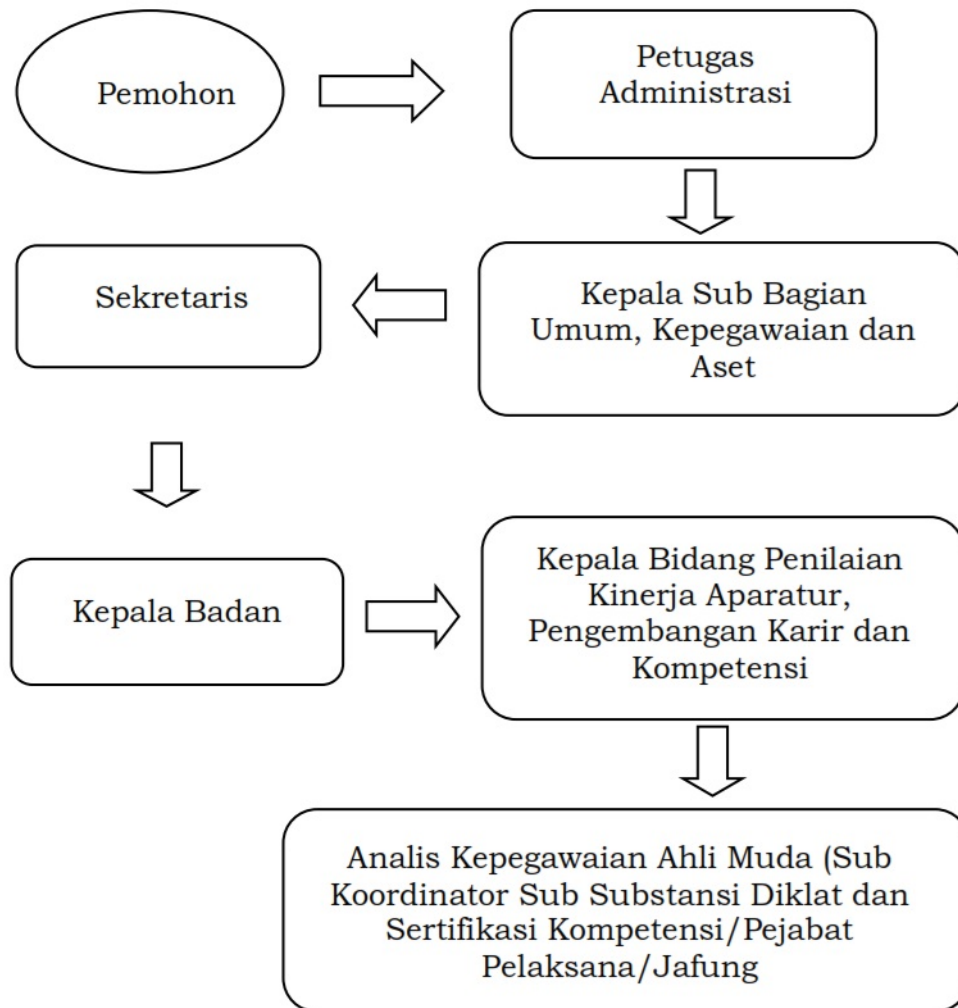 Pemohon
Petugas
Administrasi
Kepala Sub Bagian
Umum, Kepegawaian dan
Aset
Sekretaris
Kepala Badan
Kepala Bidang Penilaian
Kinerja Aparatur,
Pengembangan Karir dan
Kompetensi
Analis Kepegawaian Ahli Muda (Sub
Koordinator Sub Substansi Diklat dan
Sertifikasi Kompetensi/Pejabat
Pelaksana/Jafung